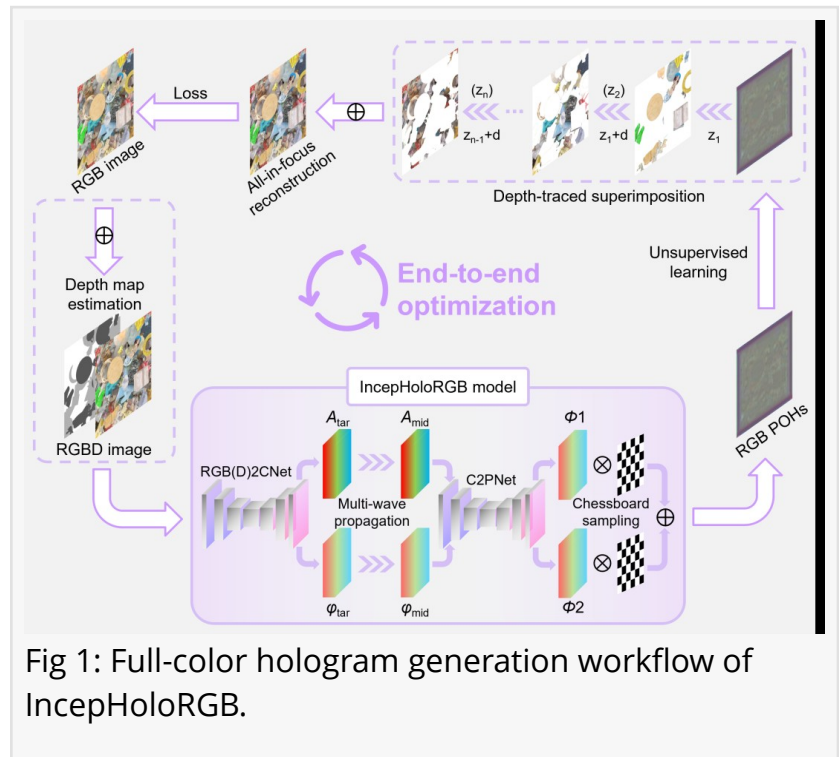 Loss
RGB image
All-in-focus
reconstruction
(zn)
zn-1+d
...
(z2)
z1+d
z1
Depth-traced superimposition
Depth map
estimation
RGBD image
End-to-end
optimization
Unsupervised
learning
RGB POHs
IncepHoloRGB model
RGB(D)2CNet
Atar
Amid
Multi-wave
propagation
φtar
φmid
C2PNet
Φ1
Chessboard
sampling
Φ2
Fig 1: Full-color hologram generation workflow of
IncepHoloRGB.